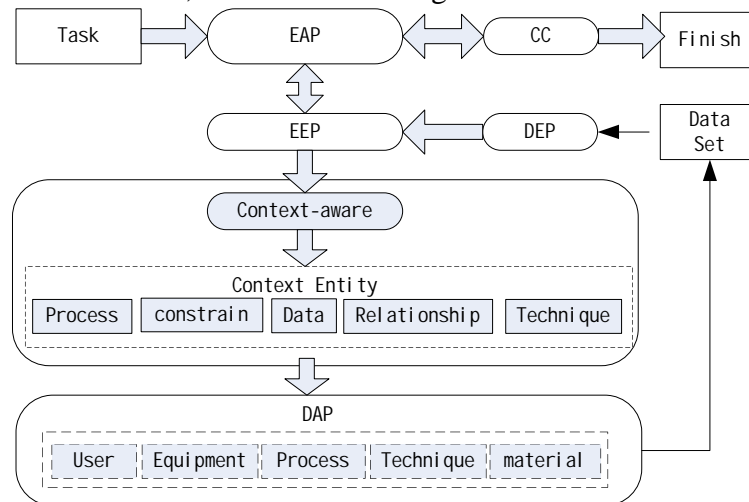 Task
EAP
CC
Finish
EEP
DEP
Data
Set
Context-aware
Context Entity
Process
constrain
Data
Relationship
Technique
DAP
User
Equipment
Process
Technique
material